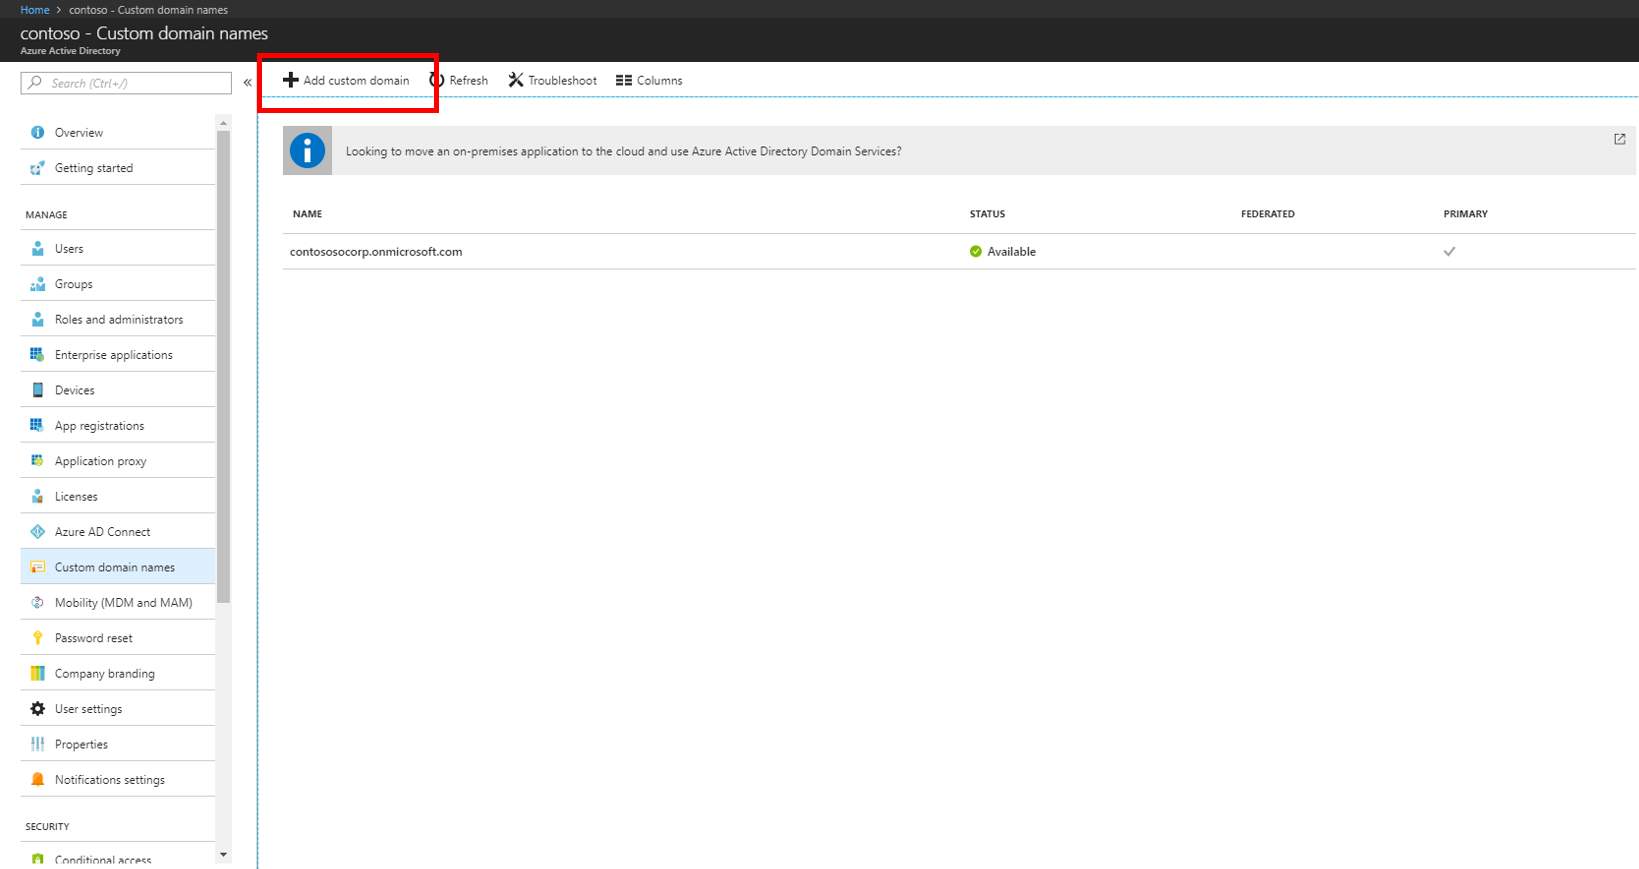 Home > contoso - Custom domain names
contoso - Custom domain names
Azure Active Directory
Search (Ctrl+/)
«
Add custom domain
Refresh
Troubleshoot
Columns
Overview
Getting started
MANAGE
Users
Groups
Roles and administrators
Enterprise applications
Devices
App registrations
Application proxy
Licenses
Azure AD Connect
Custom domain names
Mobility (MDM and MAM)
Password reset
Company branding
User settings
Properties
Notifications settings
SECURITY
Conditional access
Looking to move an on-premises application to the cloud and use Azure Active Directory Domain Services?
NAME STATUS FEDERATED PRIMARY
contososocorp.onmicrosoft.com Available